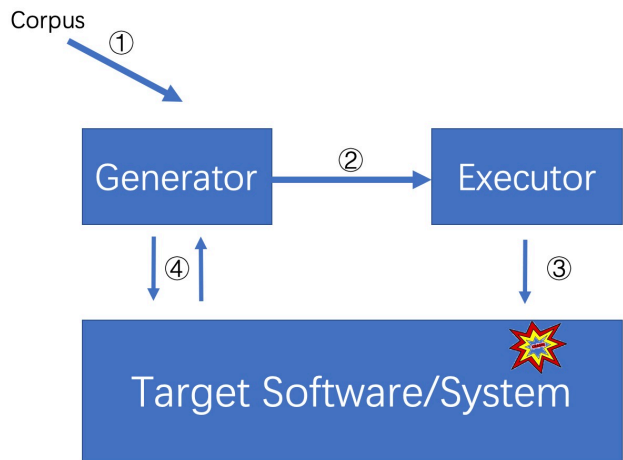 Corpus
①
②
Generator
Executor
④
③
Target Software/System